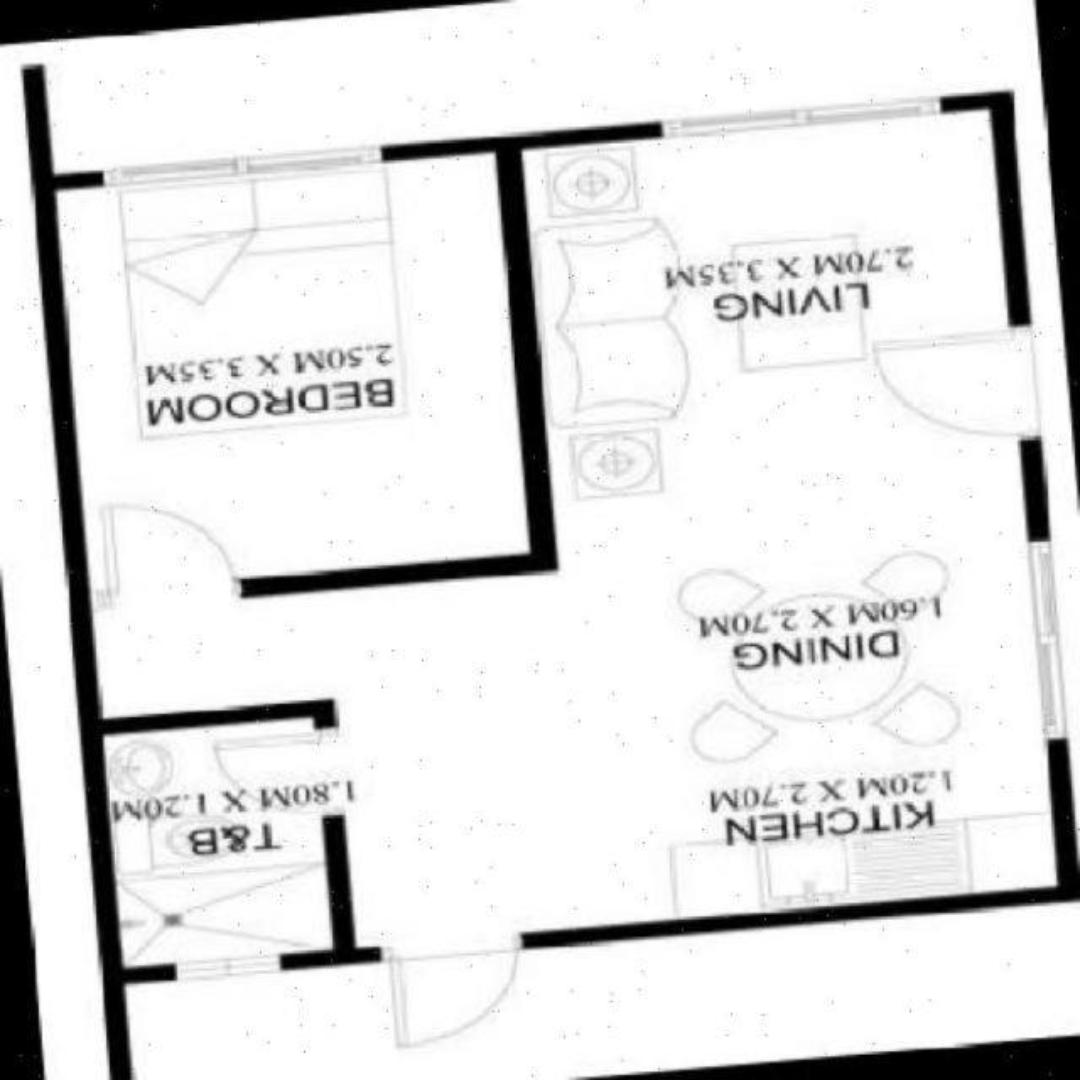 KITCHEN
1.20M X 2.70M
T&B
1.80M X 1.20M
DINING
1.60M X 2.70M
BEDROOM
2.50M X 3.35M
LIVING
2.70M X 3.35M